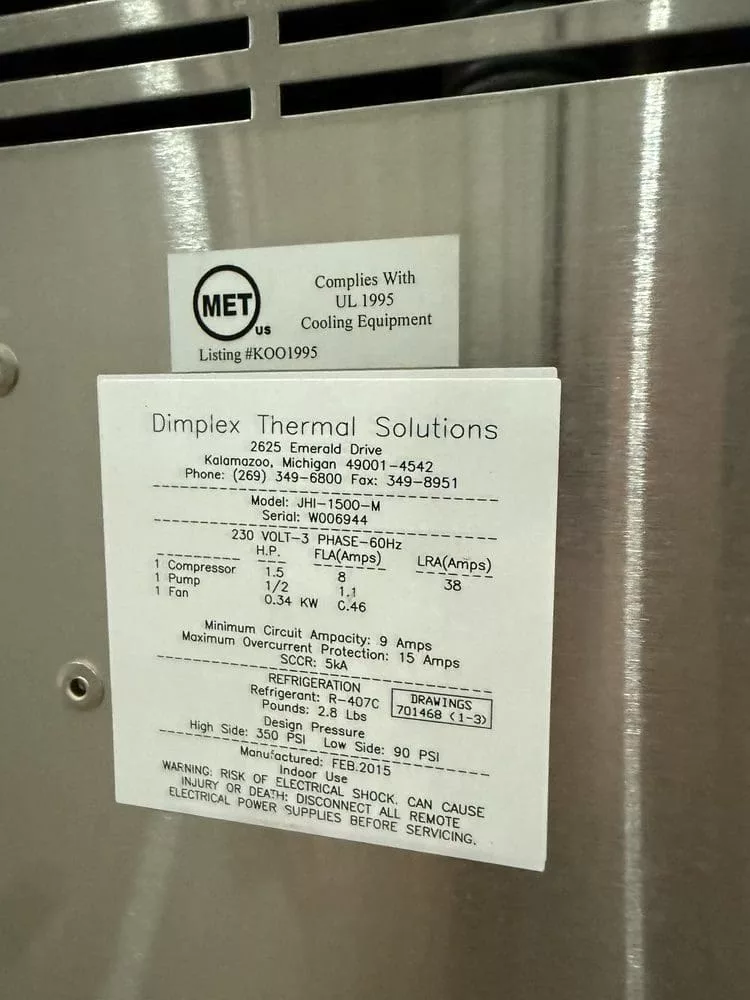 MET
US
Complies With
UL 1995
Cooling Equipment
Listing #KOO1995
Dimplex Thermal Solutions
2625 Emerald Drive
Kalamazoo, Michigan 49001-4542
Phone: (269) 349-6800 Fax: 349-8951
Model: JHI-1500-M
Serial: W006944
230 VOLT-3 PHASE-60Hz
H.P. FLA(Amps) LRA(Amps)
1 Compressor 1.5 8 38
1 Pump 1/2 1.1
1 Fan 0.34 KW C.46
Minimum Circuit Ampacity: 9 Amps
Maximum Overcurrent Protection: 15 Amps
SCCR: 5kA
REFRIGERATION
Refrigerant: R-407C
Pounds: 2.8 Lbs
DRAWINGS
701468 (1-3)
Design Pressure
High Side: 350 PSI Low Side: 90 PSI
Manufactured: FEB.2015
Indoor Use
WARNING: RISK OF ELECTRICAL SHOCK. CAN CAUSE
INJURY OR DEATH: DISCONNECT ALL REMOTE
ELECTRICAL POWER SUPPLIES BEFORE SERVICING.